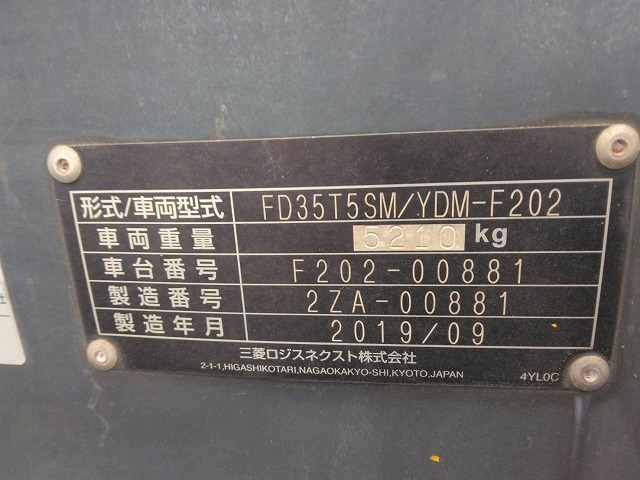 形式/車両型式 FD35T5SM/YDM-F202
車両重量 5210 kg
車台番号 F202-00881
製造番号 2ZA-00881
製造年月 2019/09
三菱ロジスネクスト株式会社
2-1-1,HIGASHIKOTARI,NAGAOKAKYO-SHI,KYOTO,JAPAN
4YL0C